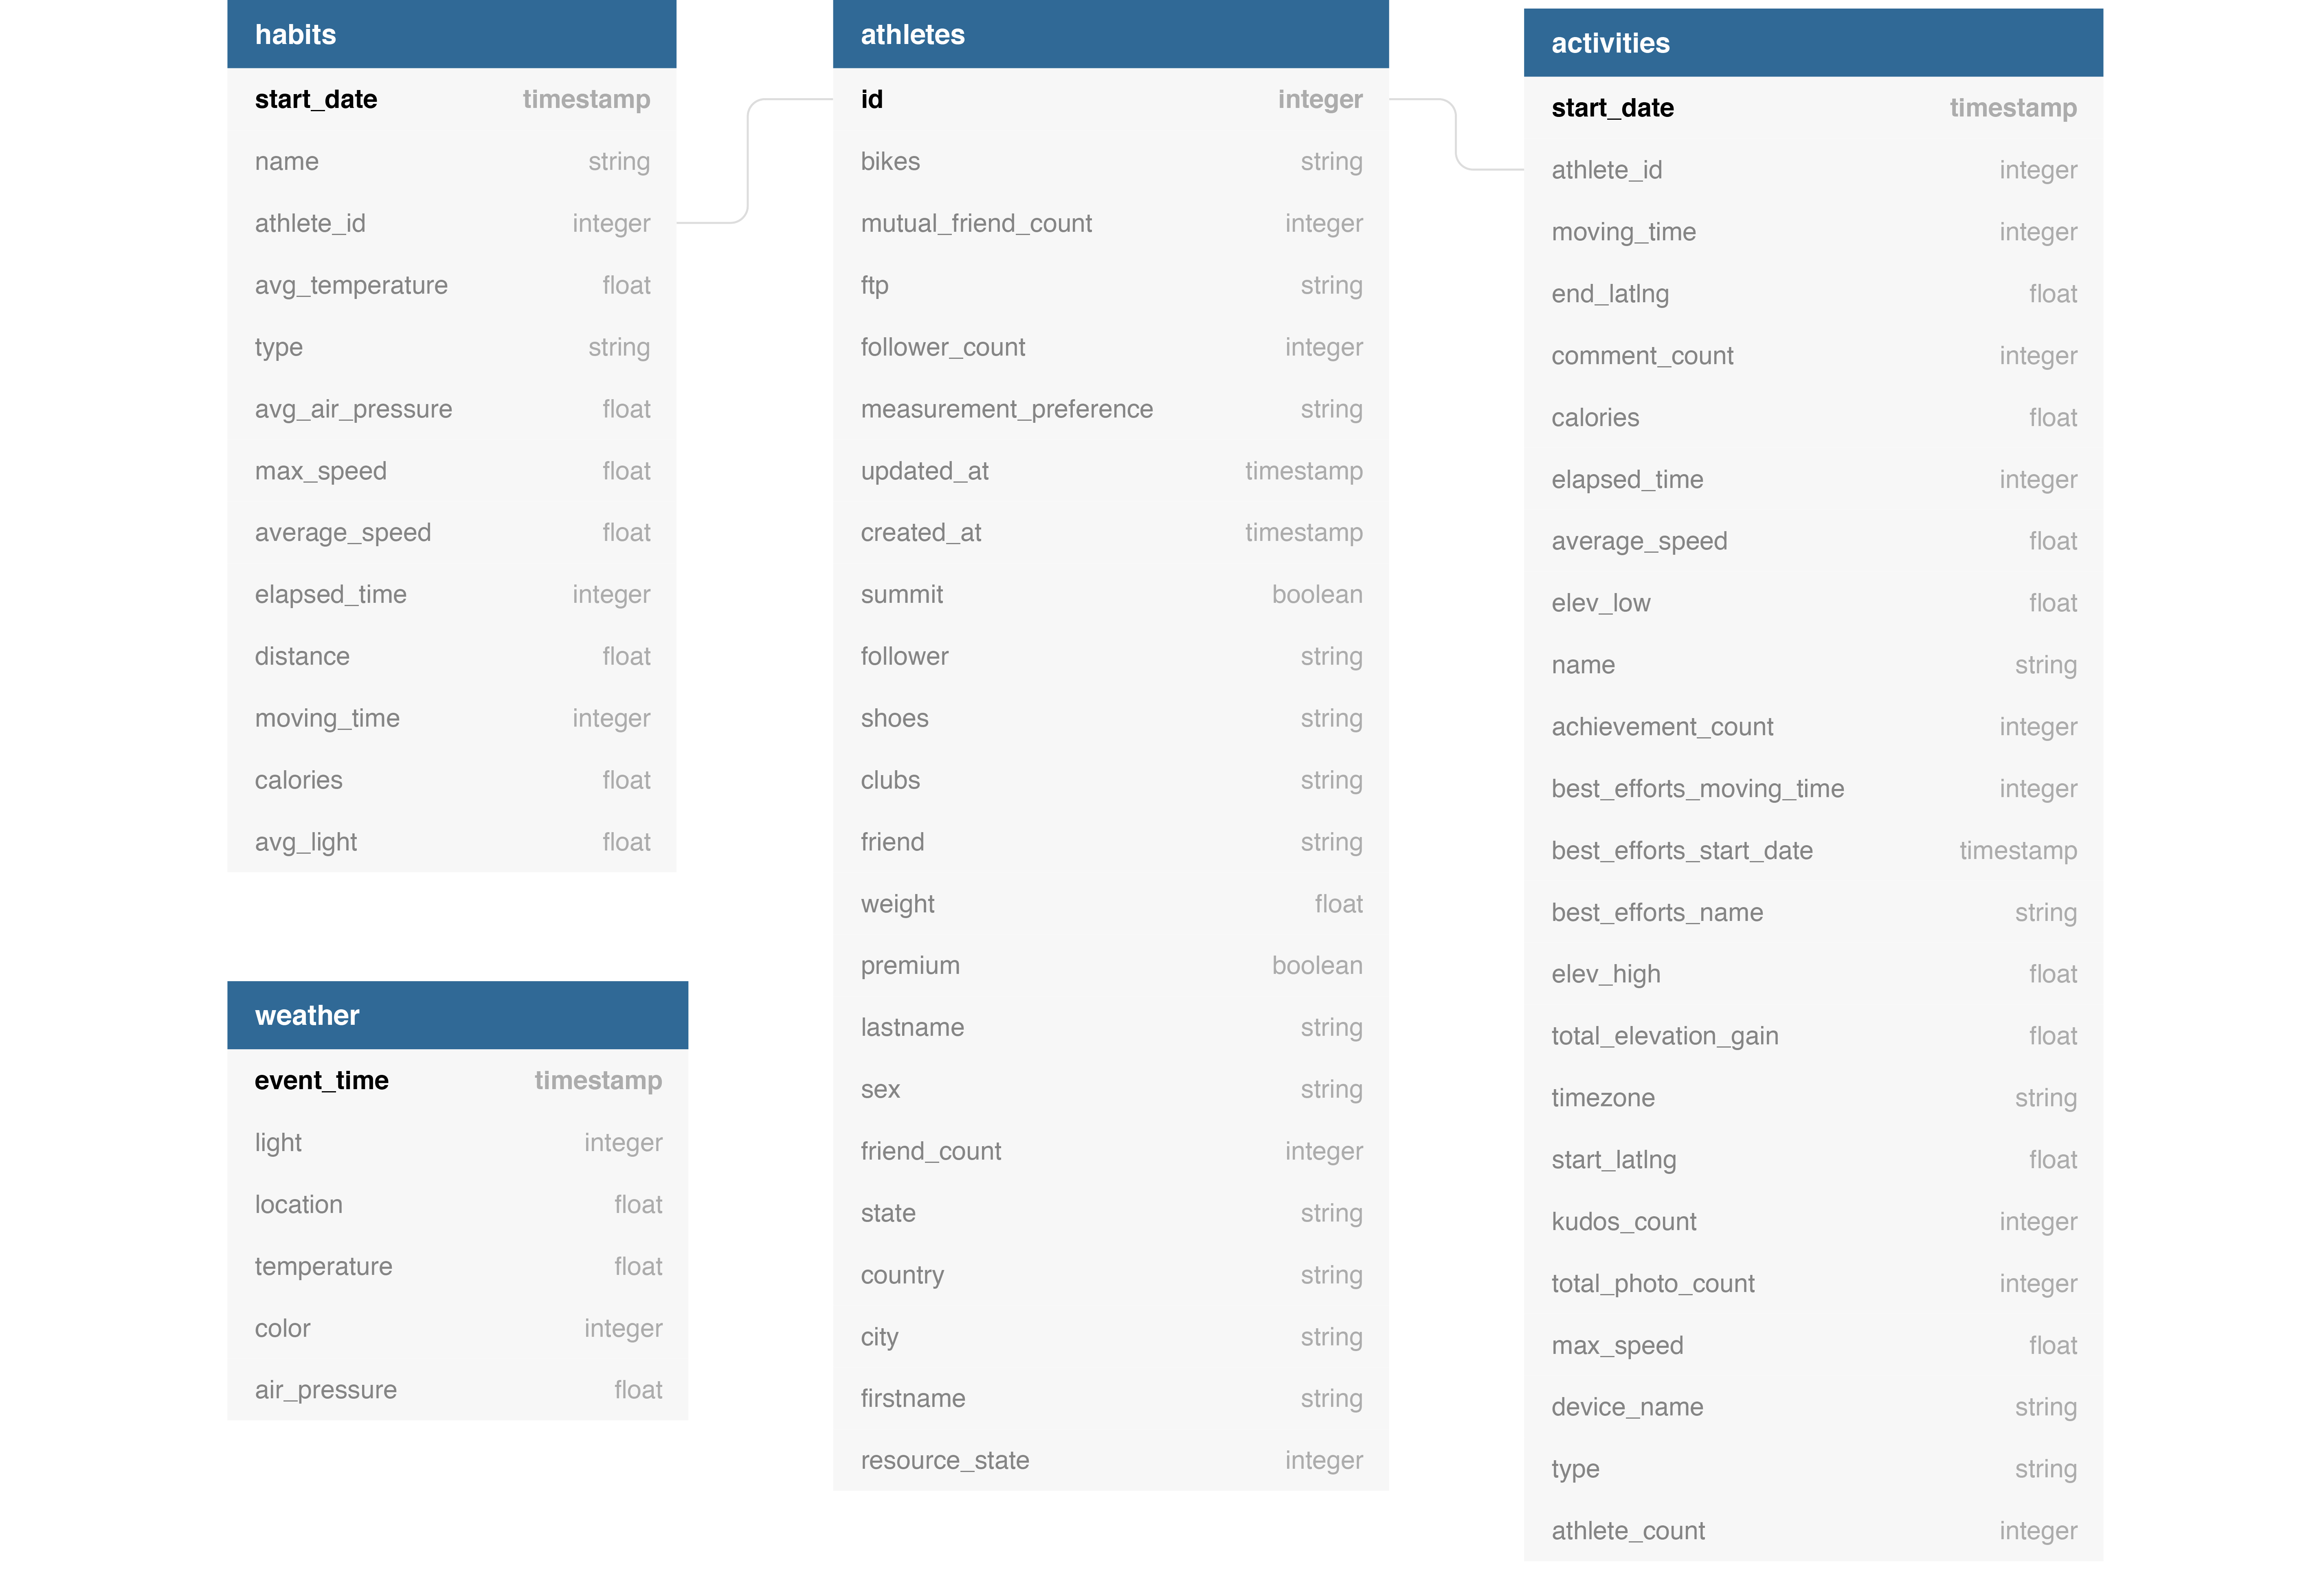 habits
start_date timestamp
name string
athlete_id integer
avg_temperature float
type string
avg_air_pressure float
max_speed float
average_speed float
elapsed_time integer
distance float
moving_time integer
calories float
avg_light float
weather
event_time timestamp
light integer
location float
temperature float
color integer
air_pressure float
athletes
id integer
bikes string
mutual_friend_count integer
ftp string
follower_count integer
measurement_preference string
updated_at timestamp
created_at timestamp
summit boolean
follower string
shoes string
clubs string
friend string
weight float
premium boolean
lastname string
sex string
friend_count integer
state string
country string
city string
firstname string
resource_state integer
activities
start_date timestamp
athlete_id integer
moving_time integer
end_latlng float
comment_count integer
calories float
elapsed_time integer
average_speed float
elev_low float
name string
achievement_count integer
best_efforts_moving_time integer
best_efforts_start_date timestamp
best_efforts_name string
elev_high float
total_elevation_gain float
timezone string
start_latlng float
kudos_count integer
total_photo_count integer
max_speed float
device_name string
type string
athlete_count integer